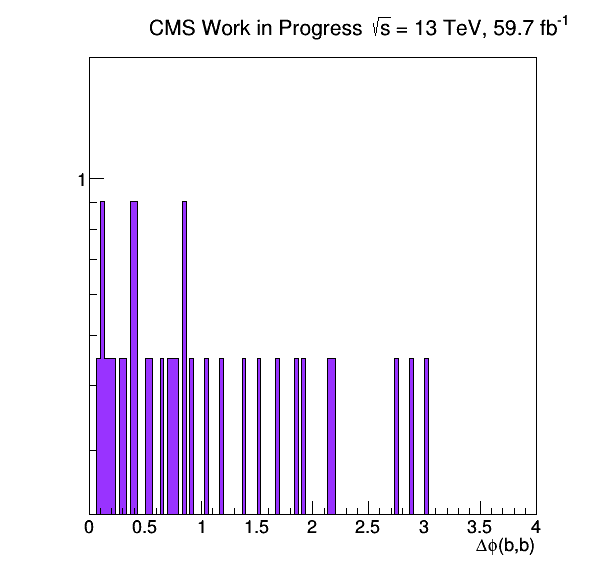 CMS Work in Progress √s = 13 TeV, 59.7 fb⁻¹
1
0 0.5 1 1.5 2 2.5 3 3.5 4
Δϕ(b,b)